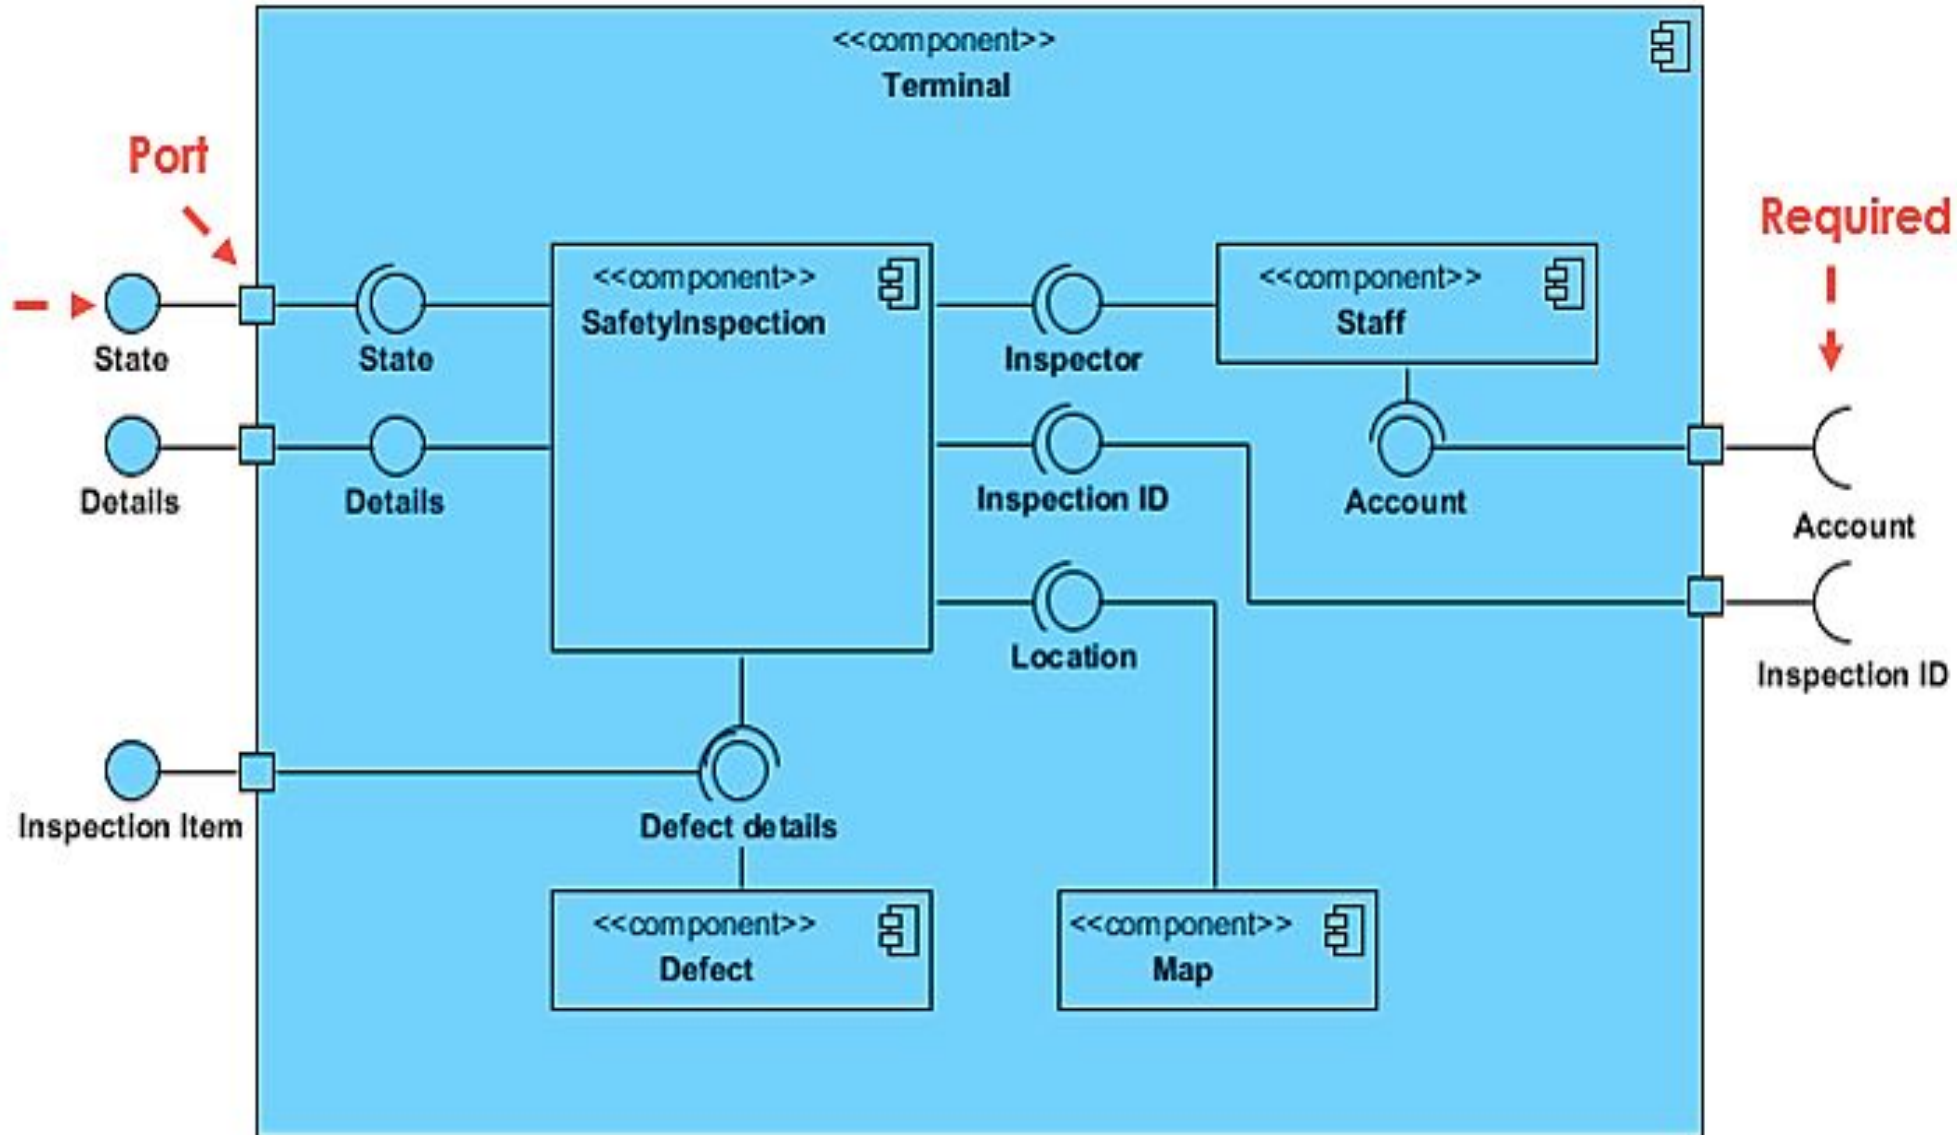 <<component>>
Terminal
Port
Required
<<component>>
SafetyInspection
<<component>>
Staff
State
State
Inspector
Details
Details
Inspection ID
Account
Account
Location
Inspection ID
Inspection Item
Defect details
<<component>>
Defect
<<component>>
Map